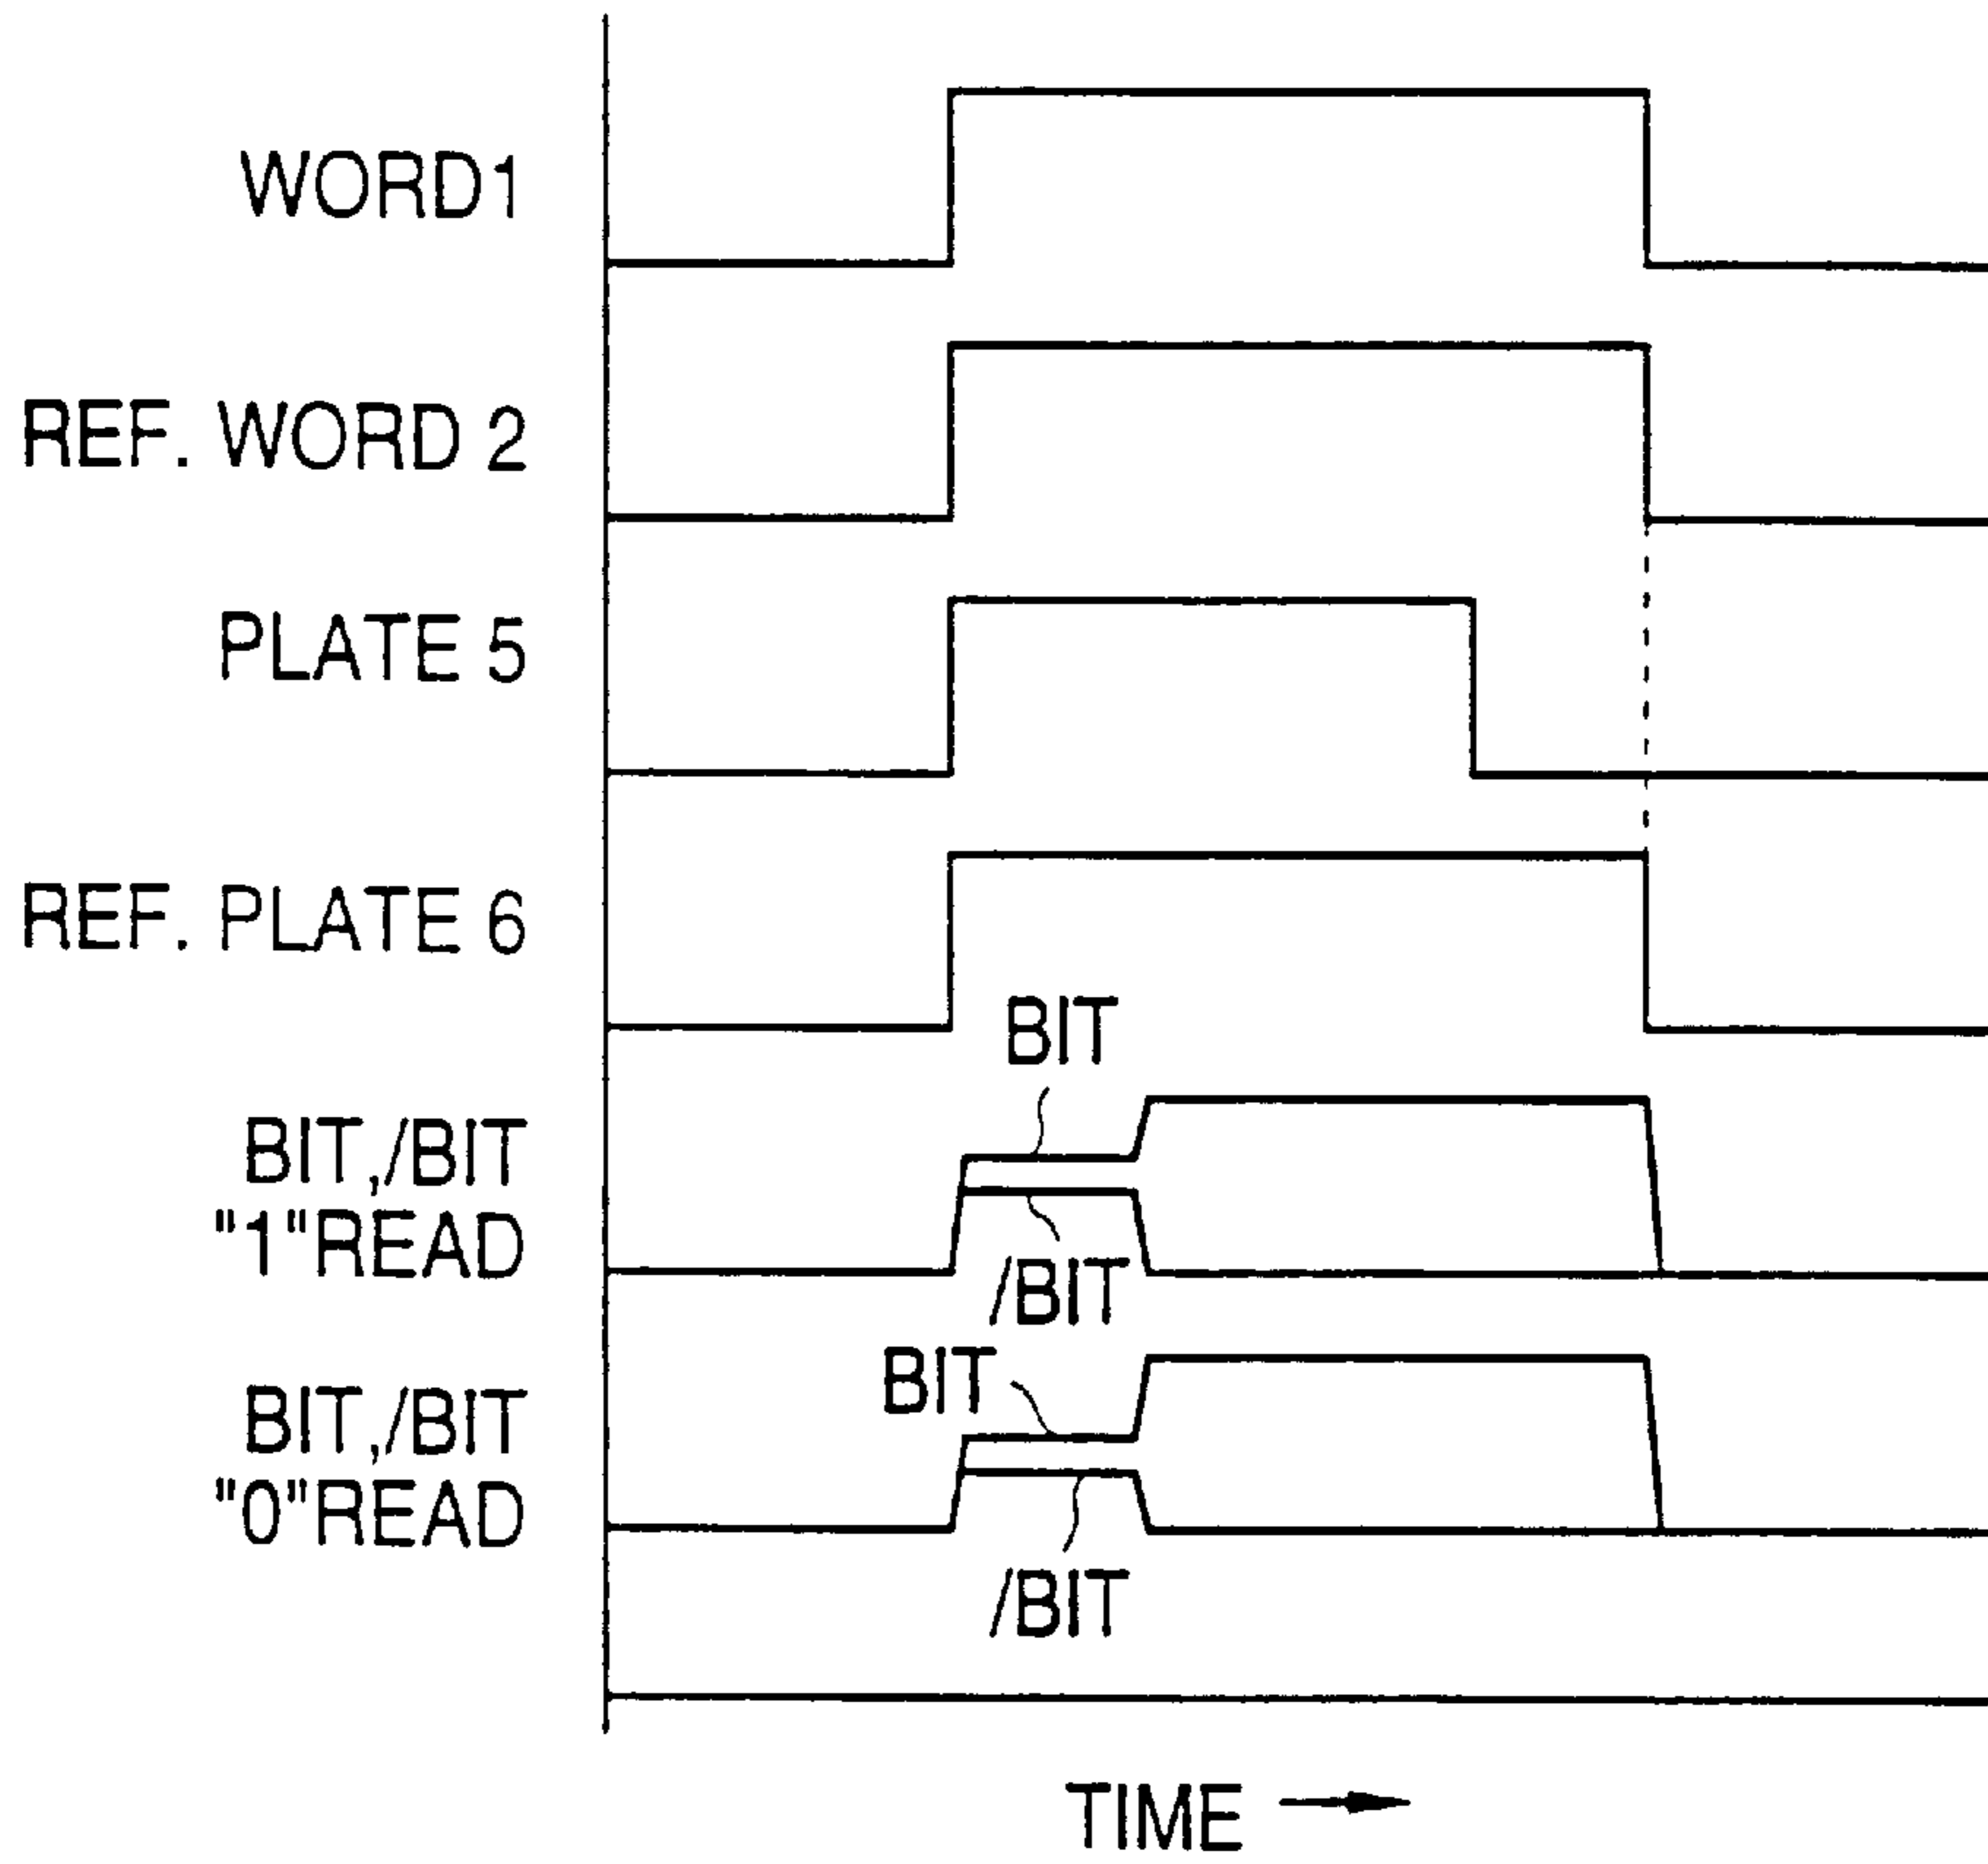 WORD1
REF. WORD 2
PLATE 5
REF. PLATE 6
BIT
BIT,/BIT
"1"READ
/BIT
BIT
BIT,/BIT
"0"READ
/BIT
TIME